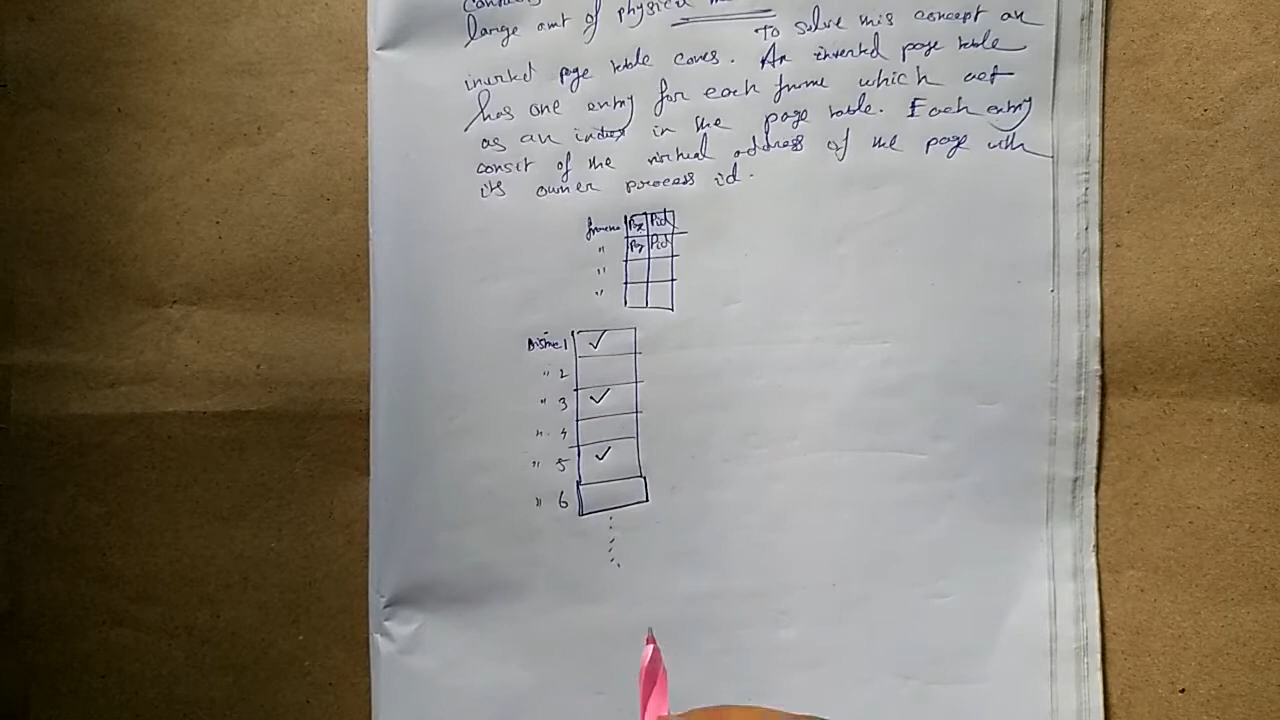 large amt of physical
To solve this concept an
inverted page table comes. An inverted page table
has one entry for each frame which act
as an index in the page table. Each entry
consist of the virtual address of the page with
its owner process id.
frame Pg Pid
" Pg Pid
"
"
1 ✓
" 2
" 3 ✓
" 4
" 5 ✓
" 6